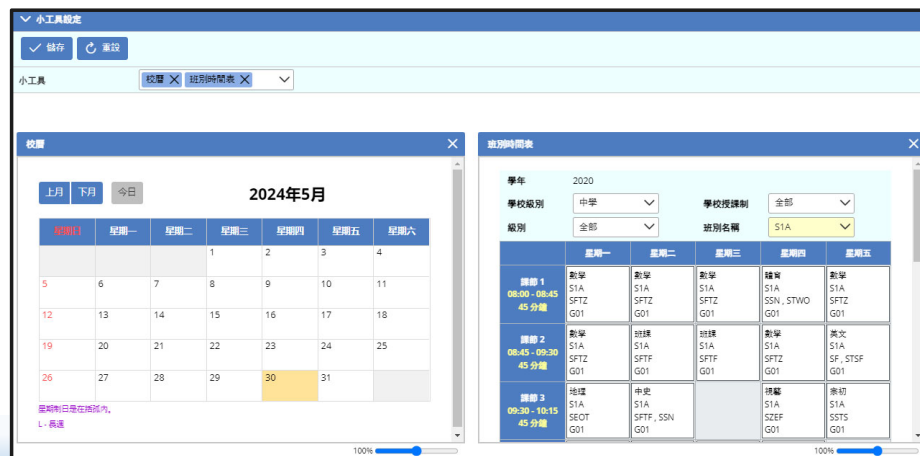 小工具設定
儲存 重設
小工具 校曆 班別時間表
校曆
上月 下月 今日 2024年5月
星期日 星期一 星期二 星期三 星期四 星期五 星期六
1 2 3 4
5 6 7 8 9 10 11
12 13 14 15 16 17 18
19 20 21 22 23 24 25
26 27 28 29 30 31
星期制日是在括弧內。
L - 長週
100%
班別時間表
學年 2020
學校級別 中學 學校授課制 全部
級別 全部 班別名稱 S1A
星期一 星期二 星期三 星期四 星期五
課節 1 數學 數學 數學 體育 數學
S1A S1A S1A S1A S1A
08:00 - 08:45 SFTZ SFTZ SFTZ SSN , STWO SFTZ
45 分鐘 G01 G01 G01 G01 G01
課節 2 數學 班課 班課 數學 英文
S1A S1A S1A S1A S1A
08:45 - 09:30 SFTZ SFTF SFTF SFTZ SF , STSF
45 分鐘 G01 G01 G01 G01 G01
課節 3 地理 中史 視藝 宗初
S1A S1A S1A S1A
09:30 - 10:15 SEOT SFTF , SSN SZEF SSTS
45 分鐘 G01 G01 G01 G01
100%